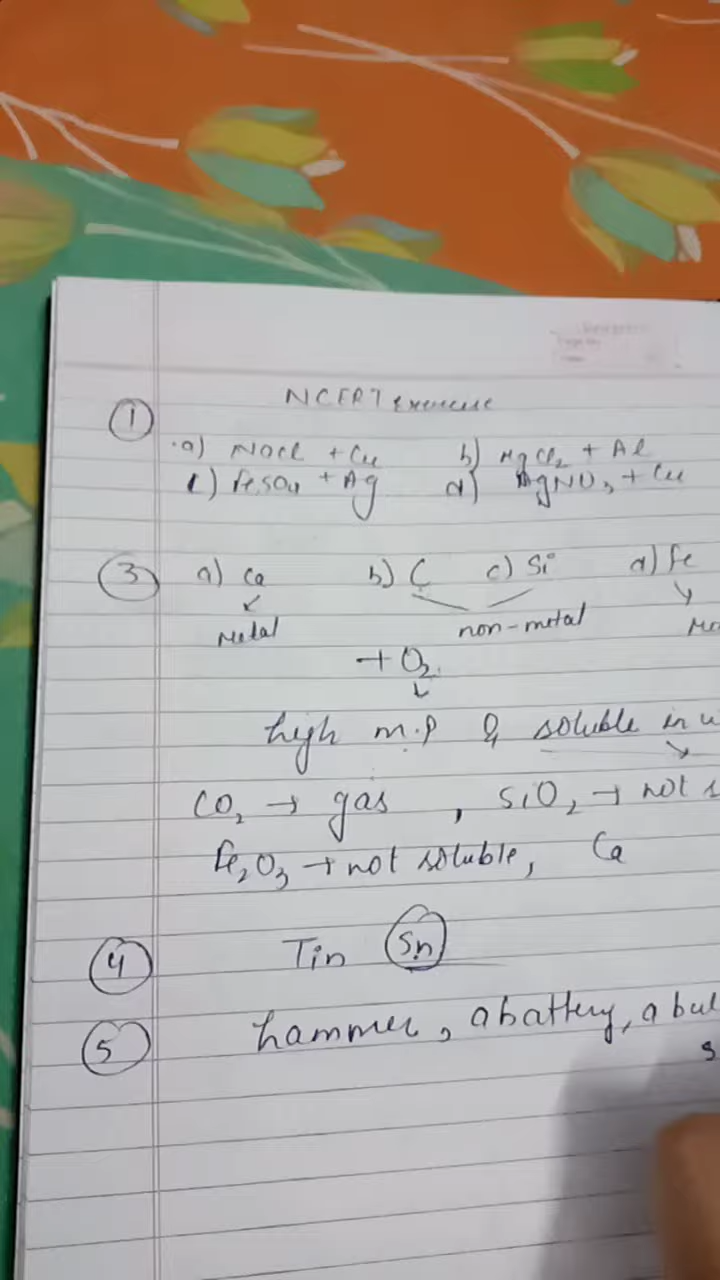 NCERT Exercise
① a) NaCl + Cu b) MgCl₂ + Al
c) FeSO₄ + Ag d) AgNO₃ + Cu
③ a) Ca b) C c) Si d) Fe
Metal non-metal
+ O₂
high m.p & soluble in
CO₂ → gas , SiO₂ → not
Fe₂O₃ → not soluble, Ca
④ Tin Sn
⑤ hammer, a battery, a bul